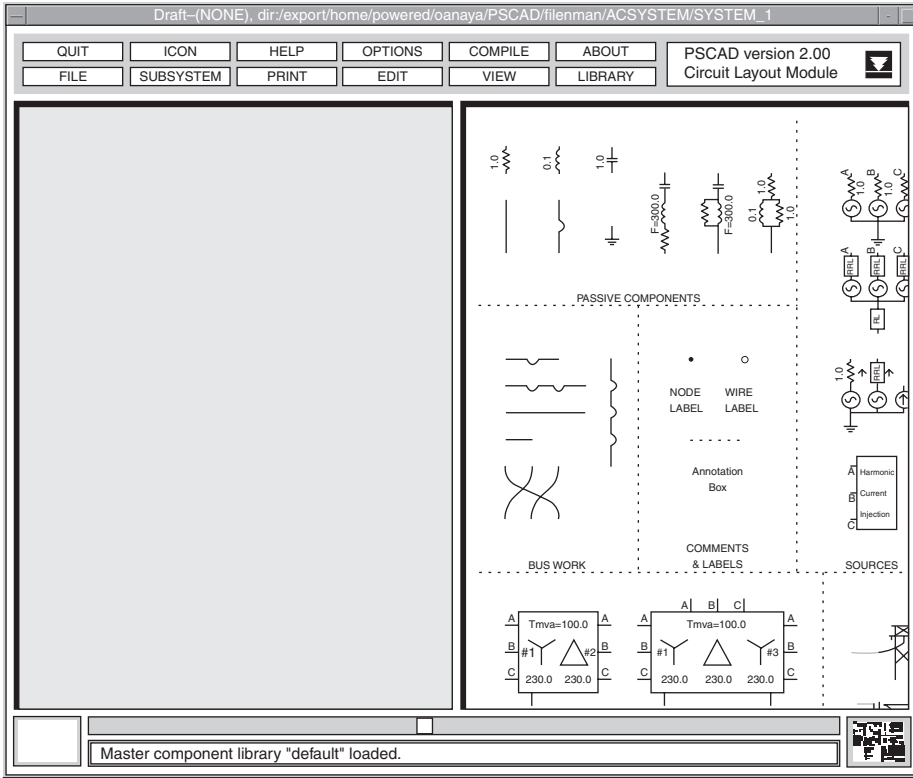 Draft–(NONE), dir:/export/home/powered/oanaya/PSCAD/filenman/ACSYSTEM/SYSTEM_1
QUIT ICON HELP OPTIONS COMPILE ABOUT
FILE SUBSYSTEM PRINT EDIT VIEW LIBRARY
PSCAD version 2.00
Circuit Layout Module
1.0 0.1 1.0
F=300.0 F=300.0 1.0 0.1 1.0
PASSIVE COMPONENTS
A 1.0 B 1.0 C
A B C
RRL RRL RRL
RL
1.0 RRL
NODE
LABEL
WIRE
LABEL
Annotation
Box
COMMENTS
& LABELS
BUS WORK
A Harmonic
B Current
C Injection
SOURCES
A Tmva=100.0 A
B #1 #2 B
C 230.0 230.0 C
A B C
A Tmva=100.0 A
B #1 #3 B
C 230.0 230.0 230.0 C
Master component library "default" loaded.